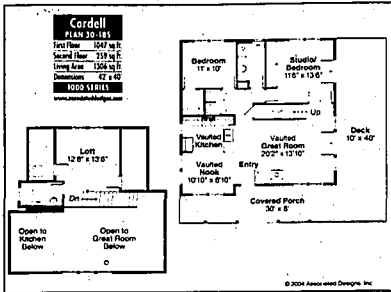 Cordell
PLAN 30-185
First Floor 1047 sq ft.
Second Floor 259 sq ft.
Living Area 1306 sq ft.
Dimensions 42' x 40'
1000 SERIES
Bedroom
11' x 10'
Studio/
Bedroom
11'6" x 13'6"
Up
Vaulted
Kitchen
Vaulted
Great Room
20'2" x 13'10"
Deck
10' x 40'
Vaulted
Nook
10'10" x 8'10"
Entry
Covered Porch
30' x 8'
Loft
12'8" x 13'6"
Dn
Open to
Kitchen
Below
Open to
Great Room
Below
© 2004 Associated Designs, Inc.